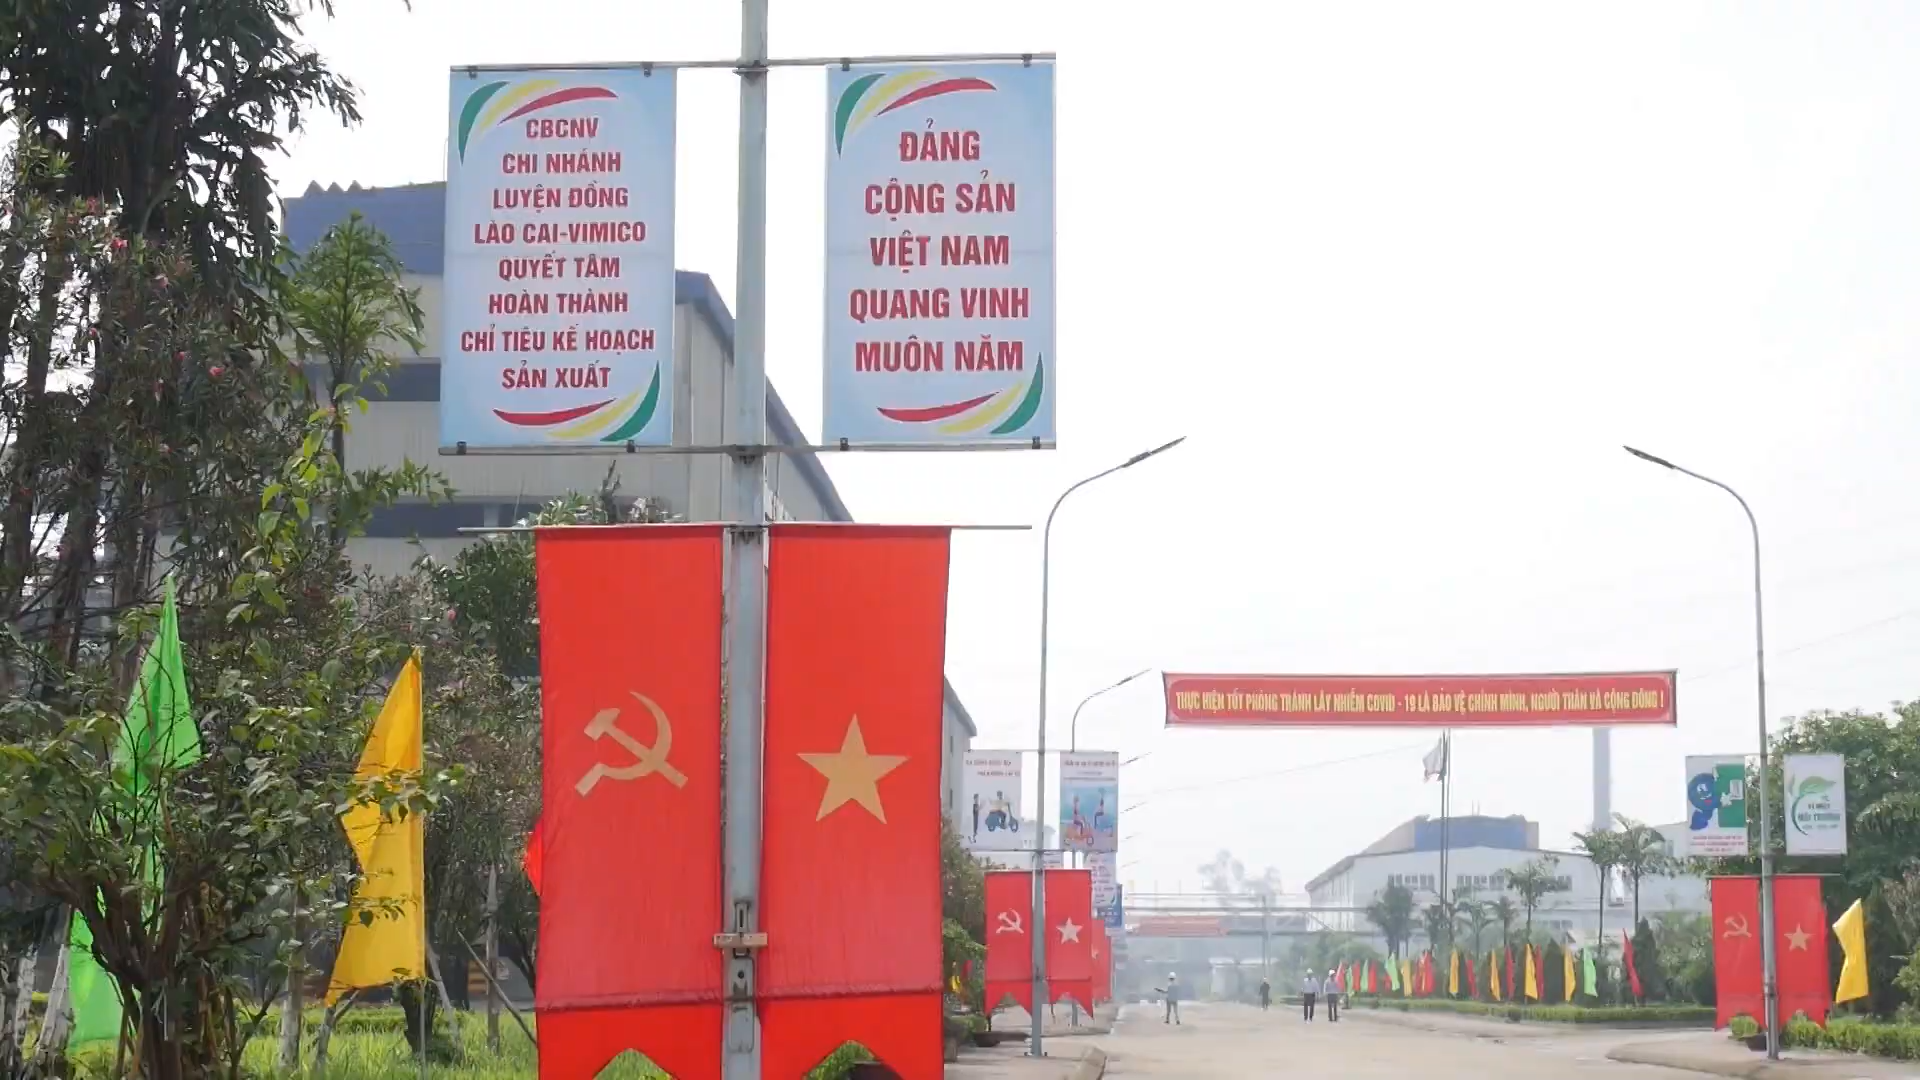 CBCNV
CHI NHÁNH
LUYỆN ĐỒNG
LÀO CAI-VIMICO
QUYẾT TÂM
HOÀN THÀNH
CHỈ TIÊU KẾ HOẠCH
SẢN XUẤT
ĐẢNG
CỘNG SẢN
VIỆT NAM
QUANG VINH
MUÔN NĂM
THỰC HIỆN TỐT PHÒNG TRÁNH LÂY NHIỄM COVID - 19 LÀ BẢO VỆ CHÍNH MÌNH, NGƯỜI THÂN VÀ CỘNG ĐỒNG !
MÔI TRƯỜNG